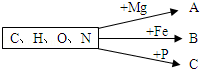 +Mg A
C、H、O、N +Fe B
+P C